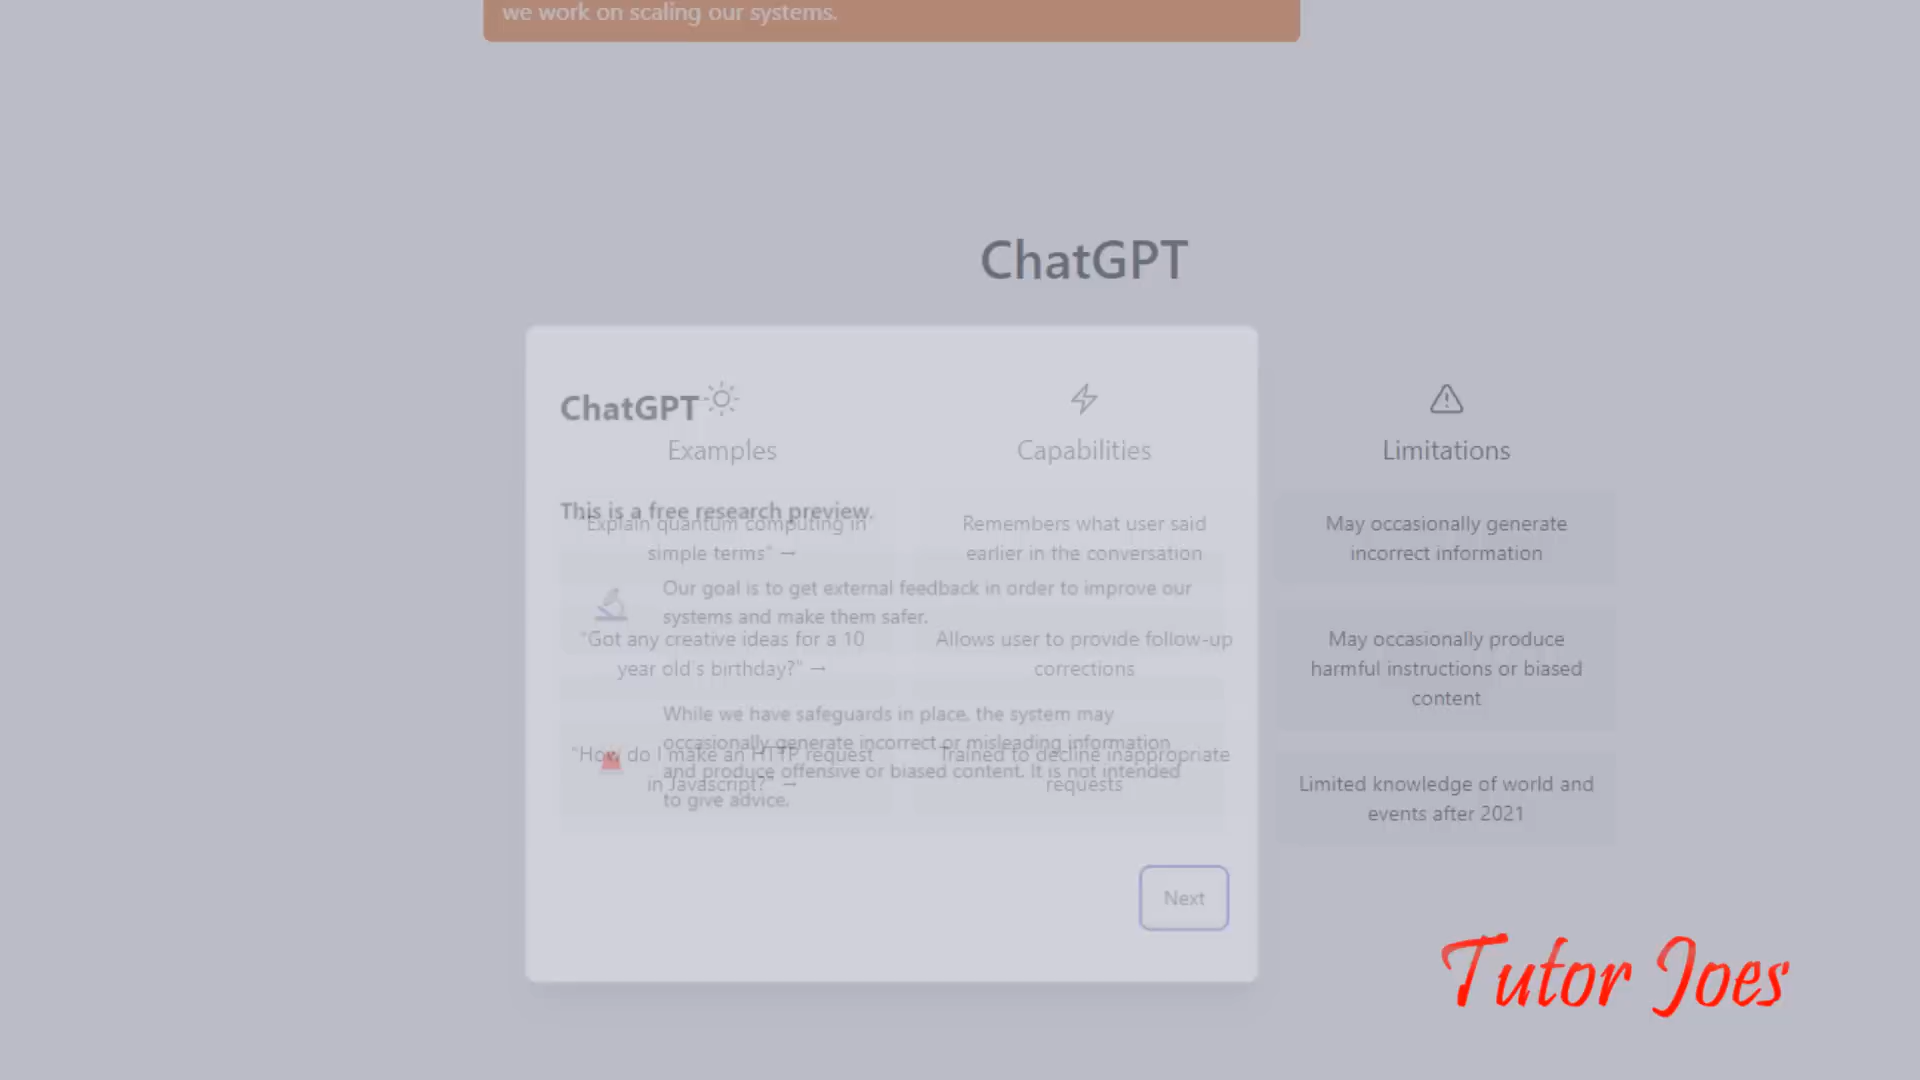 we work on scaling our systems.
ChatGPT
ChatGPT
Examples
Capabilities
Limitations
This is a free research preview.
"Explain quantum computing in
simple terms" →
Remembers what user said
earlier in the conversation
May occasionally generate
incorrect information
Our goal is to get external feedback in order to improve our
systems and make them safer.
"Got any creative ideas for a 10
year old's birthday?" →
Allows user to provide follow-up
corrections
May occasionally produce
harmful instructions or biased
content
While we have safeguards in place, the system may
occasionally generate incorrect or misleading information
and produce offensive or biased content. It is not intended
to give advice.
"How do I make an HTTP request
in Javascript?" →
Trained to decline inappropriate
requests
Limited knowledge of world and
events after 2021
Next
Tutor Joes